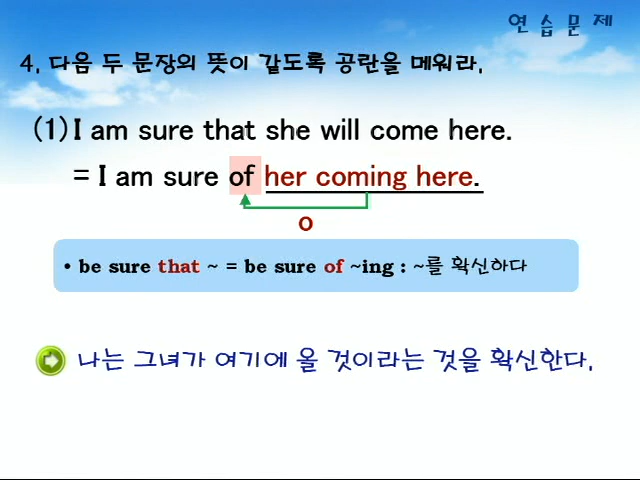 연습문제
4. 다음 두 문장의 뜻이 같도록 공란을 메워라.
(1) I am sure that she will come here.
= I am sure of her coming here.
o
• be sure that ~ = be sure of ~ing : ~를 확신하다
나는 그녀가 여기에 올 것이라는 것을 확신한다.